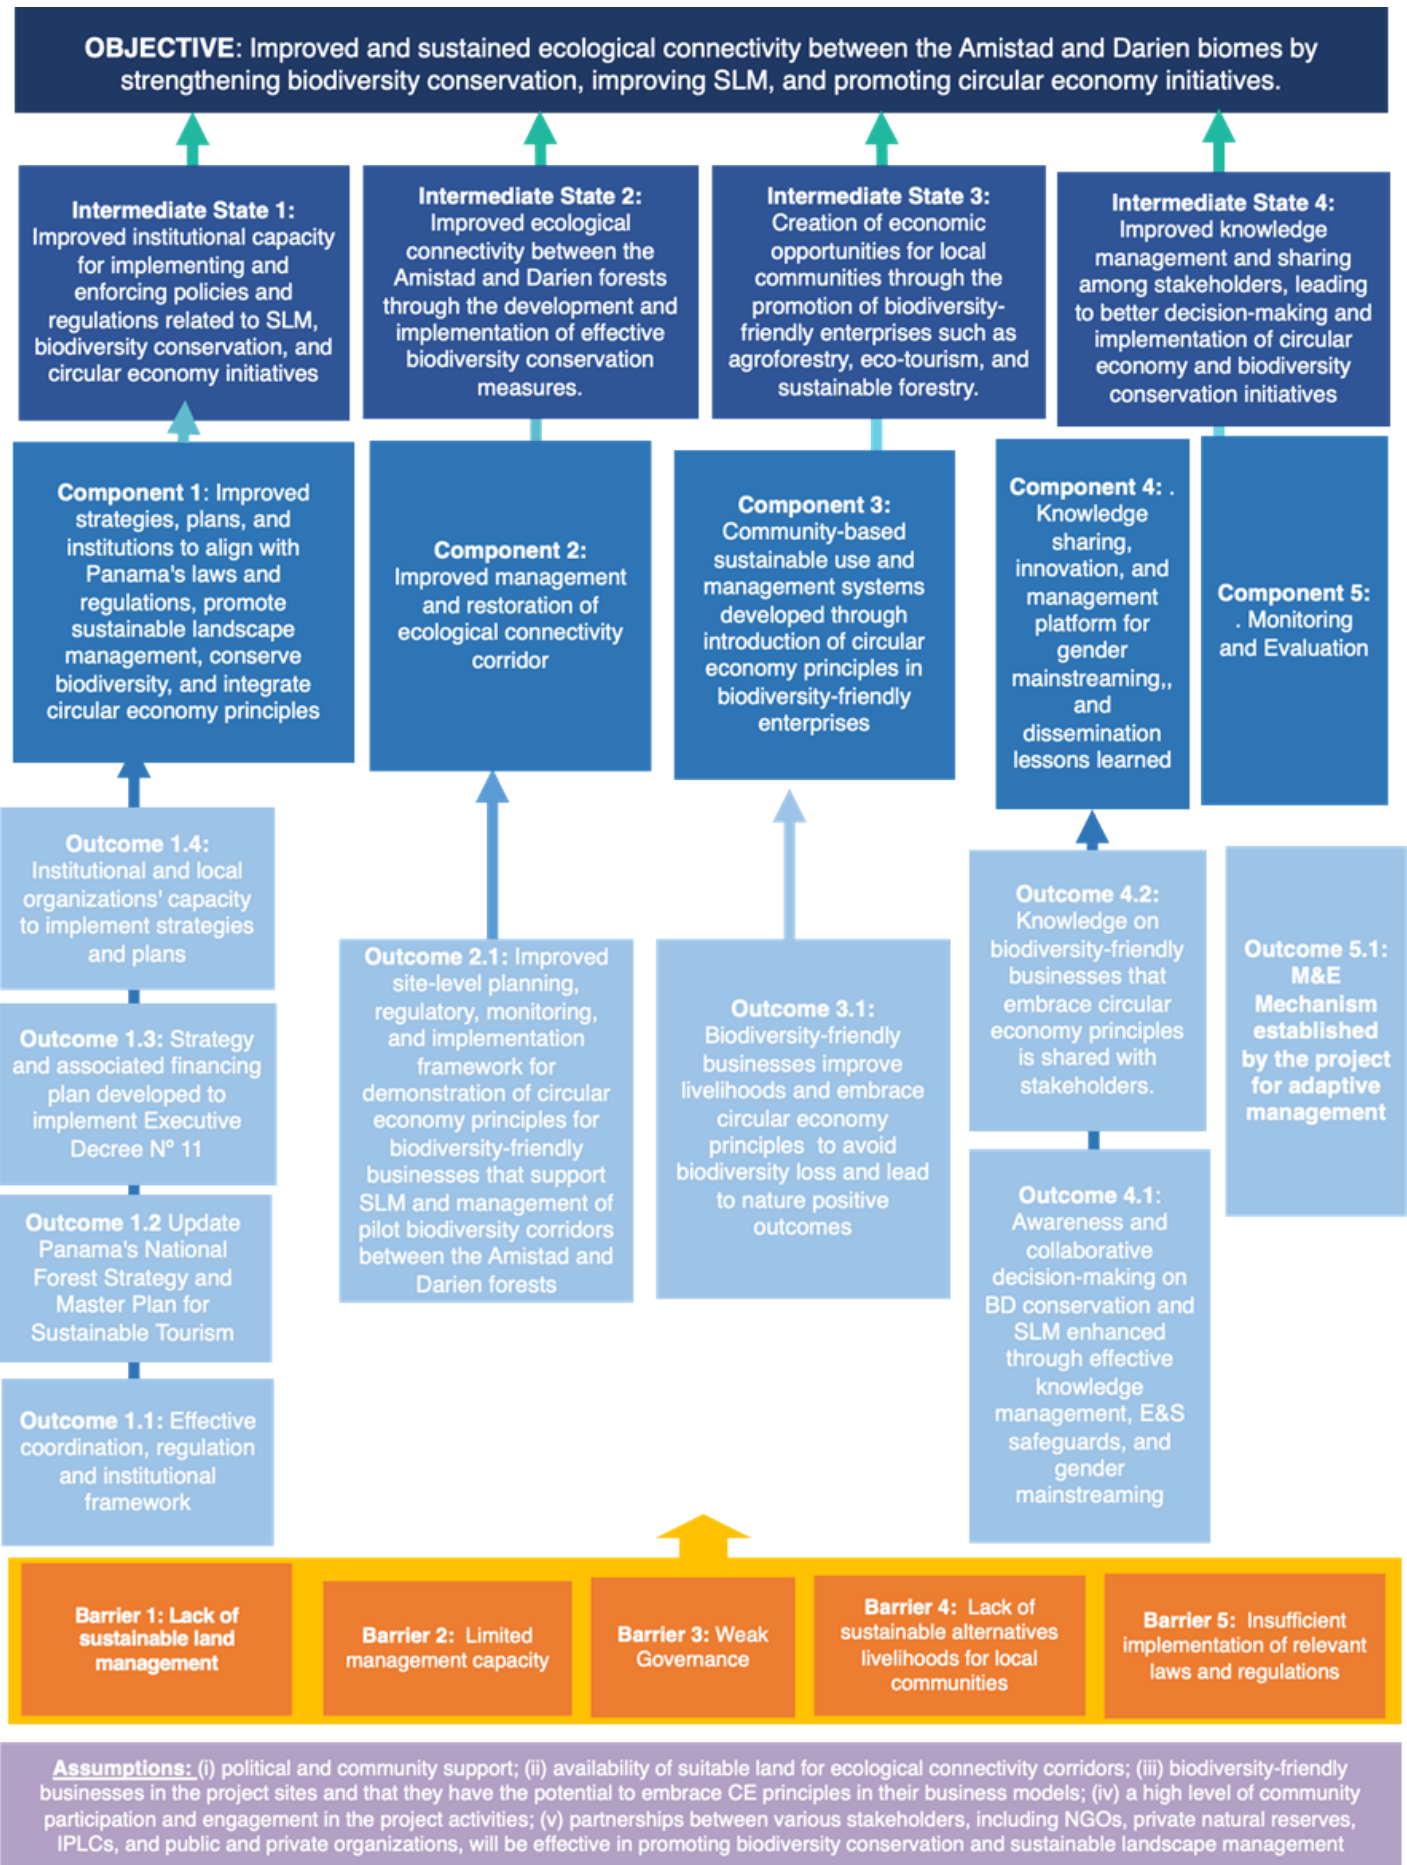 OBJECTIVE: Improved and sustained ecological connectivity between the Amistad and Darien biomes by
strengthening biodiversity conservation, improving SLM, and promoting circular economy initiatives.
Intermediate State 1:
Improved institutional capacity
for implementing and
enforcing policies and
regulations related to SLM,
biodiversity conservation, and
circular economy initiatives
Intermediate State 2:
Improved ecological
connectivity between the
Amistad and Darien forests
through the development and
implementation of effective
biodiversity conservation
measures.
Intermediate State 3:
Creation of economic
opportunities for local
communities through the
promotion of biodiversity-
friendly enterprises such as
agroforestry, eco-tourism, and
sustainable forestry.
Intermediate State 4:
Improved knowledge
management and sharing
among stakeholders, leading
to better decision-making and
implementation of circular
economy and biodiversity
conservation initiatives
Component 1: Improved
strategies, plans, and
institutions to align with
Panama's laws and
regulations, promote
sustainable landscape
management, conserve
biodiversity, and integrate
circular economy principles
Component 2:
Improved management
and restoration of
ecological connectivity
corridor
Component 3:
Community-based
sustainable use and
management systems
developed through
introduction of circular
economy principles in
biodiversity-friendly
enterprises
Component 4: .
Knowledge
sharing,
innovation, and
management
platform for
gender
mainstreaming,,
and
dissemination
lessons learned
Component 5:
. Monitoring
and Evaluation
Outcome 1.4:
Institutional and local
organizations' capacity
to implement strategies
and plans
Outcome 1.3: Strategy
and associated financing
plan developed to
implement Executive
Decree Nº 11
Outcome 1.2 Update
Panama's National
Forest Strategy and
Master Plan for
Sustainable Tourism
Outcome 1.1: Effective
coordination, regulation
and institutional
framework
Outcome 2.1: Improved
site-level planning,
regulatory, monitoring,
and implementation
framework for
demonstration of circular
economy principles for
biodiversity-friendly
businesses that support
SLM and management of
pilot biodiversity corridors
between the Amistad and
Darien forests
Outcome 3.1:
Biodiversity-friendly
businesses improve
livelihoods and embrace
circular economy
principles to avoid
biodiversity loss and lead
to nature positive
outcomes
Outcome 4.2:
Knowledge on
biodiversity-friendly
businesses that
embrace circular
economy principles
is shared with
stakeholders.
Outcome 4.1:
Awareness and
collaborative
decision-making on
BD conservation and
SLM enhanced
through effective
knowledge
management, E&S
safeguards, and
gender
mainstreaming
Outcome 5.1:
M&E
Mechanism
established
by the project
for adaptive
management
Barrier 1: Lack of
sustainable land
management
Barrier 2: Limited
management capacity
Barrier 3: Weak
Governance
Barrier 4: Lack of
sustainable alternatives
livelihoods for local
communities
Barrier 5: Insufficient
implementation of relevant
laws and regulations
Assumptions: (i) political and community support; (ii) availability of suitable land for ecological connectivity corridors; (iii) biodiversity-friendly
businesses in the project sites and that they have the potential to embrace CE principles in their business models; (iv) a high level of community
participation and engagement in the project activities; (v) partnerships between various stakeholders, including NGOs, private natural reserves,
IPLCs, and public and private organizations, will be effective in promoting biodiversity conservation and sustainable landscape management